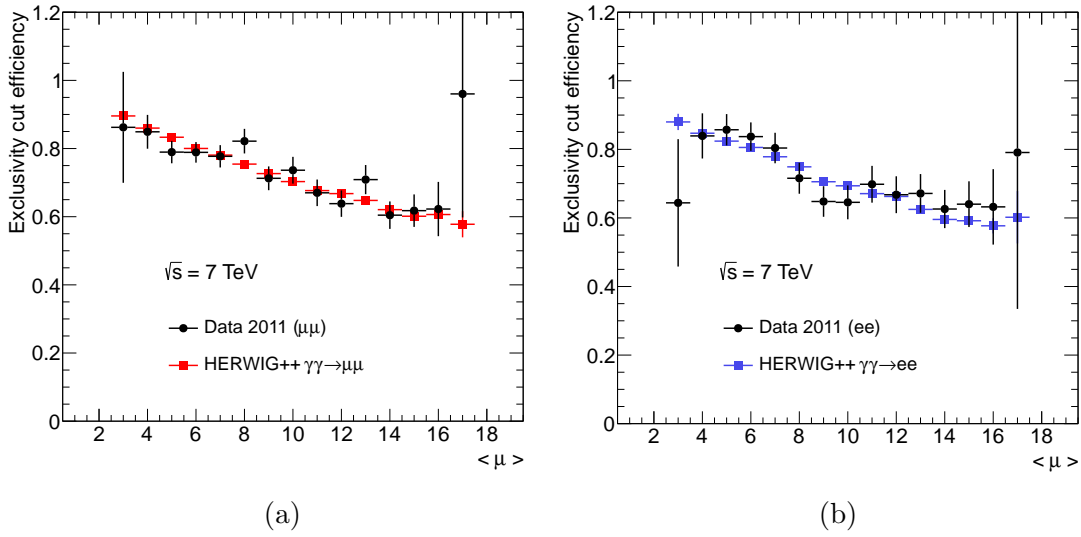 Exclusivity cut efficiency
1.2
1
0.8
0.6
0.4
0.2
0
√s = 7 TeV
Data 2011 (μμ)
HERWIG++ γγ→μμ
2 4 6 8 10 12 14 16 18
< μ >
(a)
Exclusivity cut efficiency
1.2
1
0.8
0.6
0.4
0.2
0
√s = 7 TeV
Data 2011 (ee)
HERWIG++ γγ→ee
2 4 6 8 10 12 14 16 18
< μ >
(b)